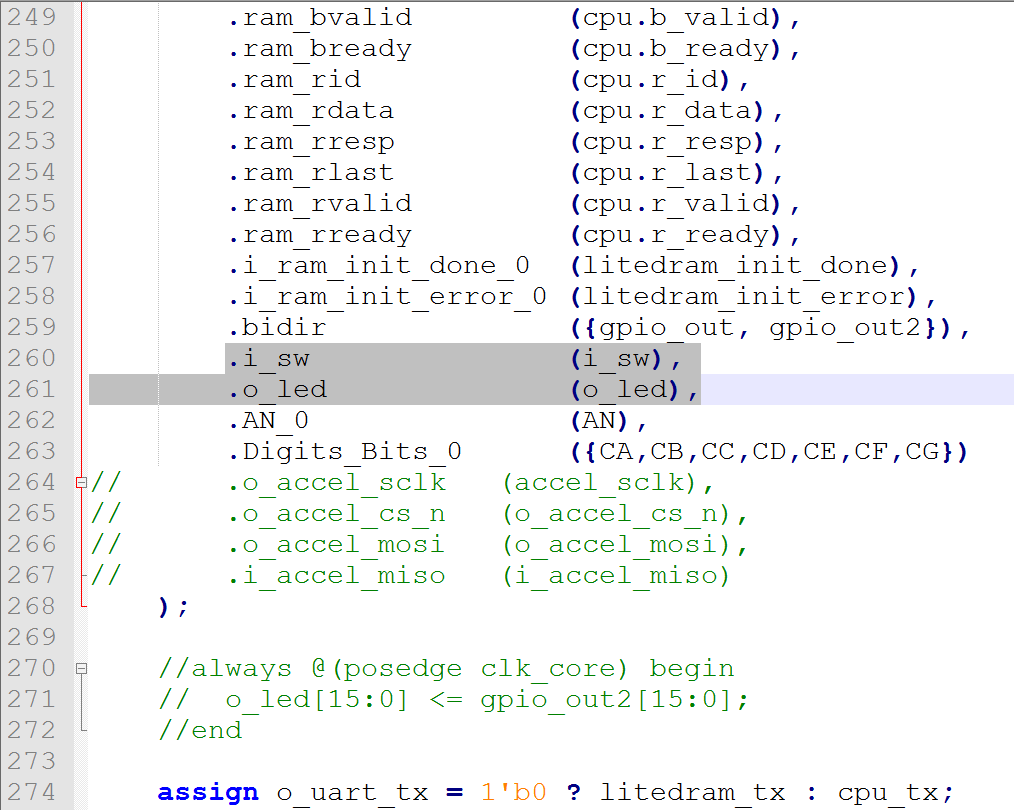 249 .ram_bvalid (cpu.b_valid),
250 .ram_bready (cpu.b_ready),
251 .ram_rid (cpu.r_id),
252 .ram_rdata (cpu.r_data),
253 .ram_rresp (cpu.r_resp),
254 .ram_rlast (cpu.r_last),
255 .ram_rvalid (cpu.r_valid),
256 .ram_rready (cpu.r_ready),
257 .i_ram_init_done_0 (litedram_init_done),
258 .i_ram_init_error_0 (litedram_init_error),
259 .bidir ({gpio_out, gpio_out2}),
260 .i_sw (i_sw),
261 .o_led (o_led),
262 .AN_0 (AN),
263 .Digits_Bits_0 ({CA,CB,CC,CD,CE,CF,CG})
264 // .o_accel_sclk (accel_sclk),
265 // .o_accel_cs_n (o_accel_cs_n),
266 // .o_accel_mosi (o_accel_mosi),
267 // .i_accel_miso (i_accel_miso)
268 );
269
270 //always @(posedge clk_core) begin
271 // o_led[15:0] <= gpio_out2[15:0];
272 //end
273
274 assign o_uart_tx = 1'b0 ? litedram_tx : cpu_tx;